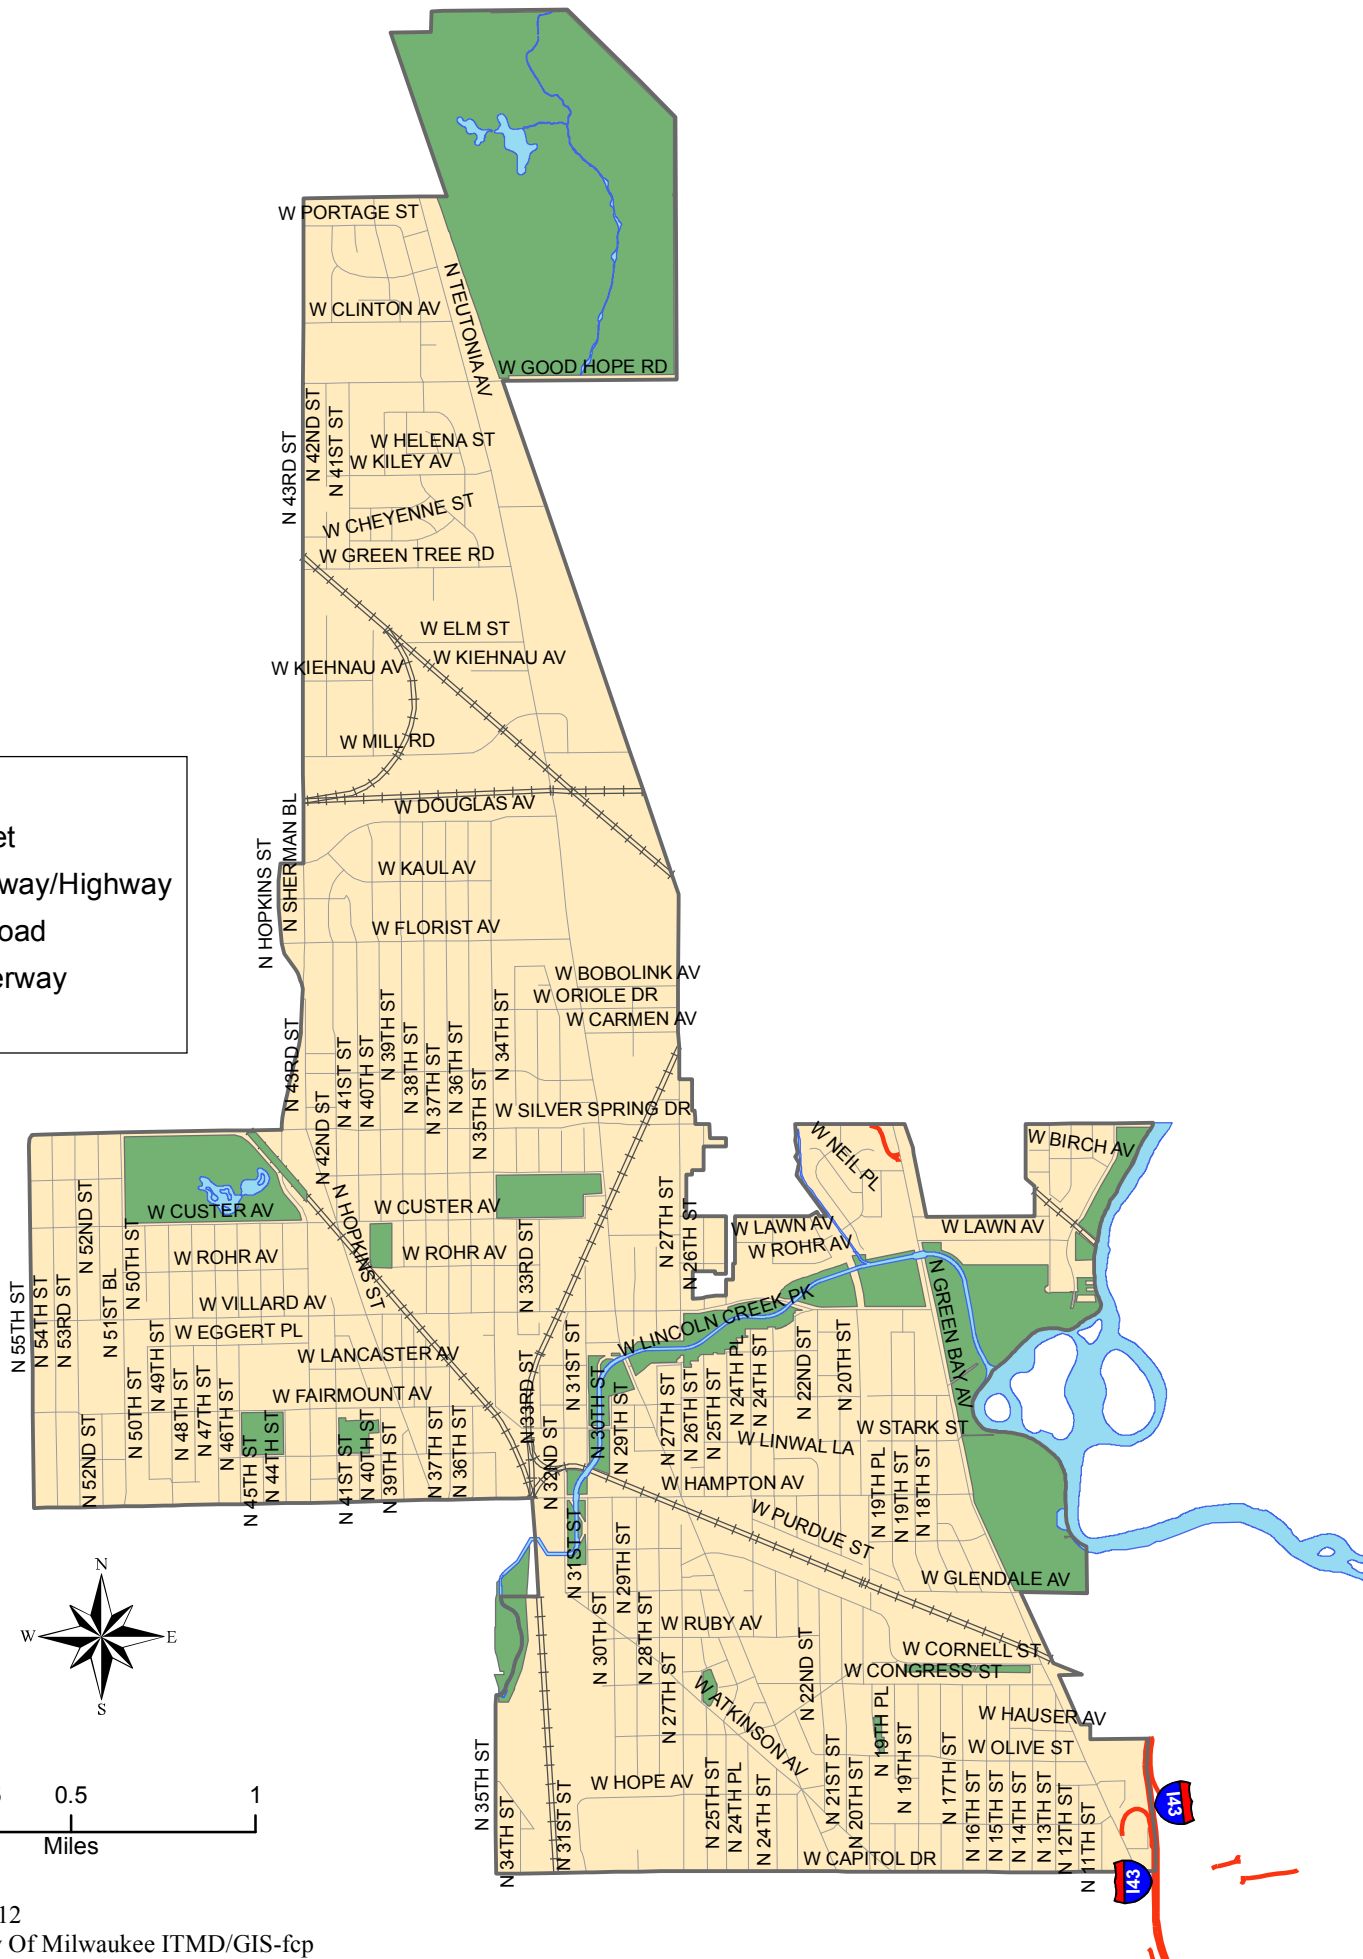 W PORTAGE ST
N TEUTONIA AV
W CLINTON AV
W GOOD HOPE RD
N 43RD ST
N 42ND ST
N 41ST ST
W HELENA ST
W KILEY AV
W CHEYENNE ST
W GREEN TREE RD
W ELM ST
W KIEHNAU AV
W KIEHNAU AV
W MILL RD
W DOUGLAS AV
et
way/Highway
oad
erway
N HOPKINS ST
N SHERMAN BL
W KAUL AV
W FLORIST AV
W BOBOLINK AV
W ORIOLE DR
W CARMEN AV
N 43RD ST
N 42ND ST
N 41ST ST
N 40TH ST
N 39TH ST
N 38TH ST
N 37TH ST
N 36TH ST
N 35TH ST
N 34TH ST
W SILVER SPRING DR
W NEIL PL
W BIRCH AV
W CUSTER AV
W CUSTER AV
W LAWN AV
W LAWN AV
W ROHR AV
W ROHR AV
W ROHR AV
N HOPKINS ST
N 33RD ST
N 27TH ST
N 26TH ST
N 55TH ST
N 54TH ST
N 53RD ST
N 52ND ST
N 51ST BL
N 50TH ST
W VILLARD AV
W EGGERT PL
W LANCASTER AV
W FAIRMOUNT AV
W LINCOLN CREEK PK
N GREEN BAY AV
N 52ND ST
N 50TH ST
N 49TH ST
N 48TH ST
N 47TH ST
N 46TH ST
N 45TH ST
N 44TH ST
N 41ST ST
N 40TH ST
N 39TH ST
N 37TH ST
N 36TH ST
N 33RD ST
N 32ND ST
N 31ST ST
N 30TH ST
N 29TH ST
N 27TH ST
N 26TH ST
N 25TH ST
N 24TH PL
N 24TH ST
N 22ND ST
N 20TH ST
W STARK ST
W LINWAL LA
W HAMPTON AV
N 19TH PL
N 19TH ST
N 18TH ST
W PURDUE ST
W GLENDALE AV
N 31ST ST
N 30TH ST
N 29TH ST
N 28TH ST
N 27TH ST
W RUBY AV
N 22ND ST
W CORNELL ST
W CONGRESS ST
W ATKINSON AV
W HAUSER AV
W OLIVE ST
N
W
E
S
N 35TH ST
N 34TH ST
N 31ST ST
W HOPE AV
N 25TH ST
N 24TH PL
N 24TH ST
N 21ST ST
N 20TH ST
N 19TH PL
N 19TH ST
N 17TH ST
N 16TH ST
N 15TH ST
N 14TH ST
N 13TH ST
N 12TH ST
N 11TH ST
W CAPITOL DR
I43
I43
0.5
1
Miles
12
Of Milwaukee ITMD/GIS-fcp